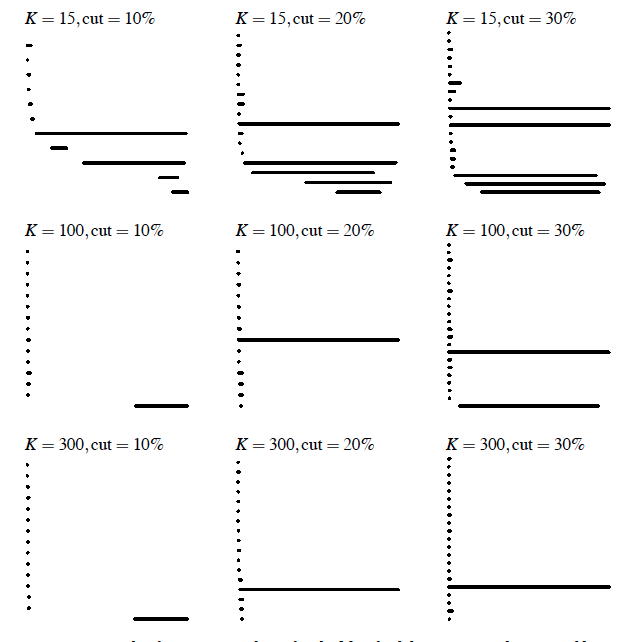 K = 15, cut = 10%
K = 15, cut = 20%
K = 15, cut = 30%
K = 100, cut = 10%
K = 100, cut = 20%
K = 100, cut = 30%
K = 300, cut = 10%
K = 300, cut = 20%
K = 300, cut = 30%